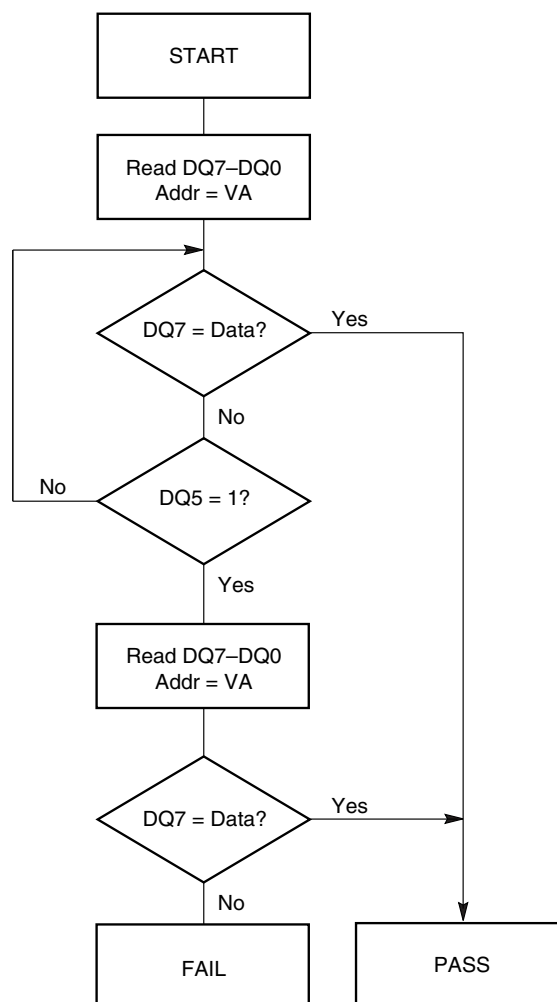 START
Read DQ7–DQ0
Addr = VA
DQ7 = Data?
Yes
No
No
DQ5 = 1?
Yes
Read DQ7–DQ0
Addr = VA
DQ7 = Data?
Yes
No
FAIL
PASS